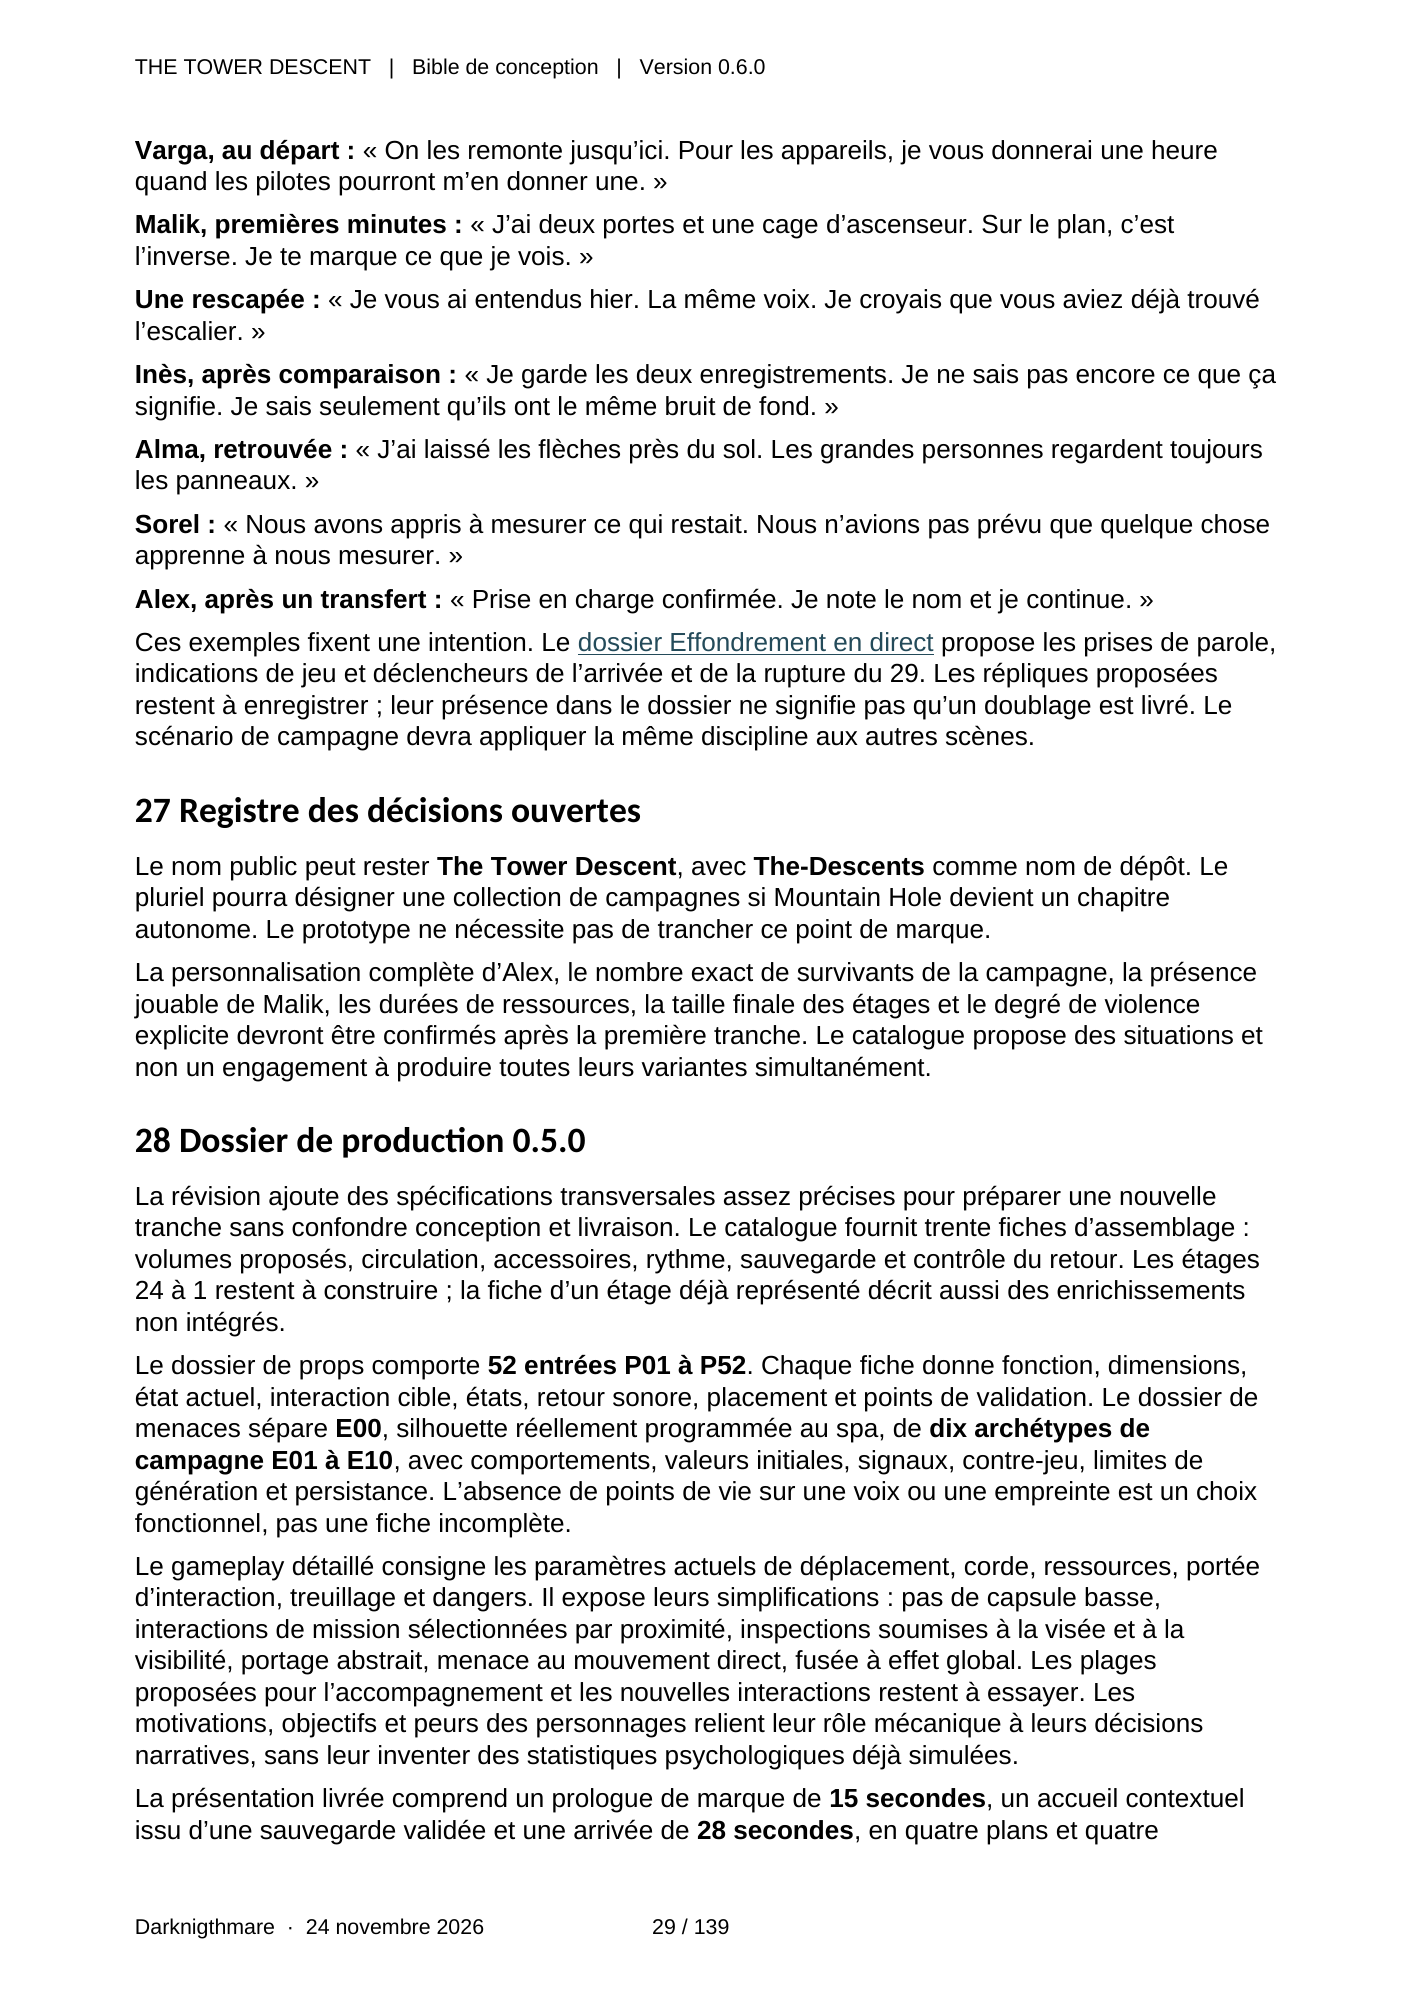 THE TOWER DESCENT | Bible de conception | Version 0.6.0
Varga, au départ : « On les remonte jusqu’ici. Pour les appareils, je vous donnerai une heure
quand les pilotes pourront m’en donner une. »
Malik, premières minutes : « J’ai deux portes et une cage d’ascenseur. Sur le plan, c’est
l’inverse. Je te marque ce que je vois. »
Une rescapée : « Je vous ai entendus hier. La même voix. Je croyais que vous aviez déjà trouvé
l’escalier. »
Inès, après comparaison : « Je garde les deux enregistrements. Je ne sais pas encore ce que ça
signifie. Je sais seulement qu’ils ont le même bruit de fond. »
Alma, retrouvée : « J’ai laissé les flèches près du sol. Les grandes personnes regardent toujours
les panneaux. »
Sorel : « Nous avons appris à mesurer ce qui restait. Nous n’avions pas prévu que quelque chose
apprenne à nous mesurer. »
Alex, après un transfert : « Prise en charge confirmée. Je note le nom et je continue. »
Ces exemples fixent une intention. Le dossier Effondrement en direct propose les prises de parole,
indications de jeu et déclencheurs de l’arrivée et de la rupture du 29. Les répliques proposées
restent à enregistrer ; leur présence dans le dossier ne signifie pas qu’un doublage est livré. Le
scénario de campagne devra appliquer la même discipline aux autres scènes.
27 Registre des décisions ouvertes
Le nom public peut rester The Tower Descent, avec The-Descents comme nom de dépôt. Le
pluriel pourra désigner une collection de campagnes si Mountain Hole devient un chapitre
autonome. Le prototype ne nécessite pas de trancher ce point de marque.
La personnalisation complète d’Alex, le nombre exact de survivants de la campagne, la présence
jouable de Malik, les durées de ressources, la taille finale des étages et le degré de violence
explicite devront être confirmés après la première tranche. Le catalogue propose des situations et
non un engagement à produire toutes leurs variantes simultanément.
28 Dossier de production 0.5.0
La révision ajoute des spécifications transversales assez précises pour préparer une nouvelle
tranche sans confondre conception et livraison. Le catalogue fournit trente fiches d’assemblage :
volumes proposés, circulation, accessoires, rythme, sauvegarde et contrôle du retour. Les étages
24 à 1 restent à construire ; la fiche d’un étage déjà représenté décrit aussi des enrichissements
non intégrés.
Le dossier de props comporte 52 entrées P01 à P52. Chaque fiche donne fonction, dimensions,
état actuel, interaction cible, états, retour sonore, placement et points de validation. Le dossier de
menaces sépare E00, silhouette réellement programmée au spa, de dix archétypes de
campagne E01 à E10, avec comportements, valeurs initiales, signaux, contre-jeu, limites de
génération et persistance. L’absence de points de vie sur une voix ou une empreinte est un choix
fonctionnel, pas une fiche incomplète.
Le gameplay détaillé consigne les paramètres actuels de déplacement, corde, ressources, portée
d’interaction, treuillage et dangers. Il expose leurs simplifications : pas de capsule basse,
interactions de mission sélectionnées par proximité, inspections soumises à la visée et à la
visibilité, portage abstrait, menace au mouvement direct, fusée à effet global. Les plages
proposées pour l’accompagnement et les nouvelles interactions restent à essayer. Les
motivations, objectifs et peurs des personnages relient leur rôle mécanique à leurs décisions
narratives, sans leur inventer des statistiques psychologiques déjà simulées.
La présentation livrée comprend un prologue de marque de 15 secondes, un accueil contextuel
issu d’une sauvegarde validée et une arrivée de 28 secondes, en quatre plans et quatre
Darknigthmare · 24 novembre 2026 29 / 139